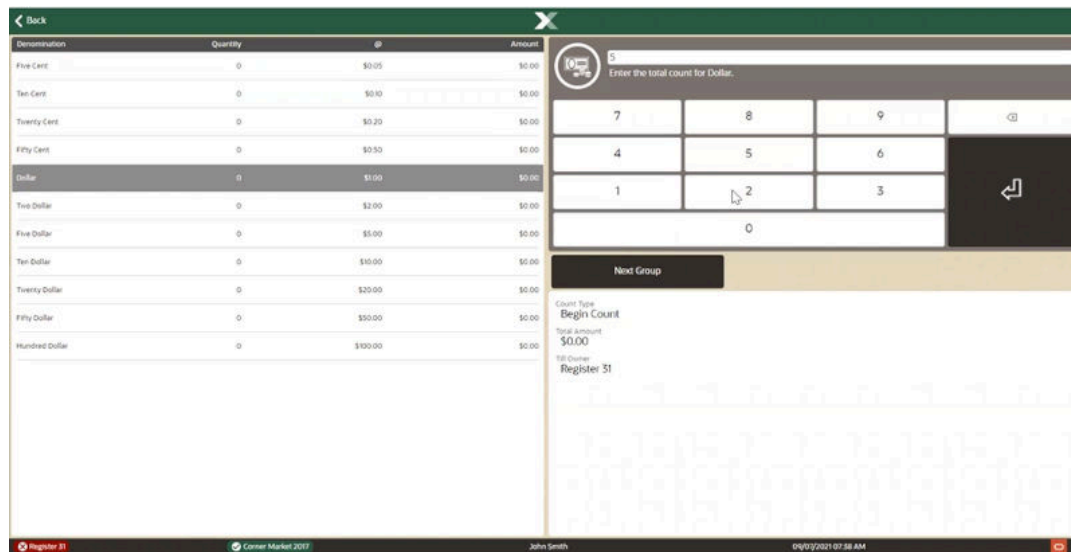 Back
Denomination Quantity @ Amount
Five Cent 0 $0.05 $0.00
Ten Cent 0 $0.10 $0.00
Twenty Cent 0 $0.20 $0.00
Fifty Cent 0 $0.50 $0.00
Dollar 0 $1.00 $0.00
Two Dollar 0 $2.00 $0.00
Five Dollar 0 $5.00 $0.00
Ten Dollar 0 $10.00 $0.00
Twenty Dollar 0 $20.00 $0.00
Fifty Dollar 0 $50.00 $0.00
Hundred Dollar 0 $100.00 $0.00
5
Enter the total count for Dollar.
7 8 9
4 5 6
1 2 3
0
Next Group
Count Type
Begin Count
Total Amount
$0.00
Till Owner
Register 31
Register 31 Corner Market 2017 John Smith 09/07/2021 07:38 AM